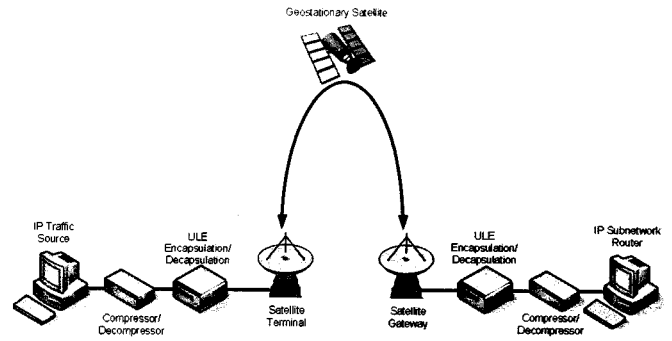 Geostationary Satellite
IP Traffic
Source
ULE
Encapsulation/
Decapsulation
ULE
Encapsulation/
Decapsulation
IP Subnetwork
Router
Compressor/
Decompressor
Satellite
Terminal
Satellite
Gateway
Compressor/
Decompressor